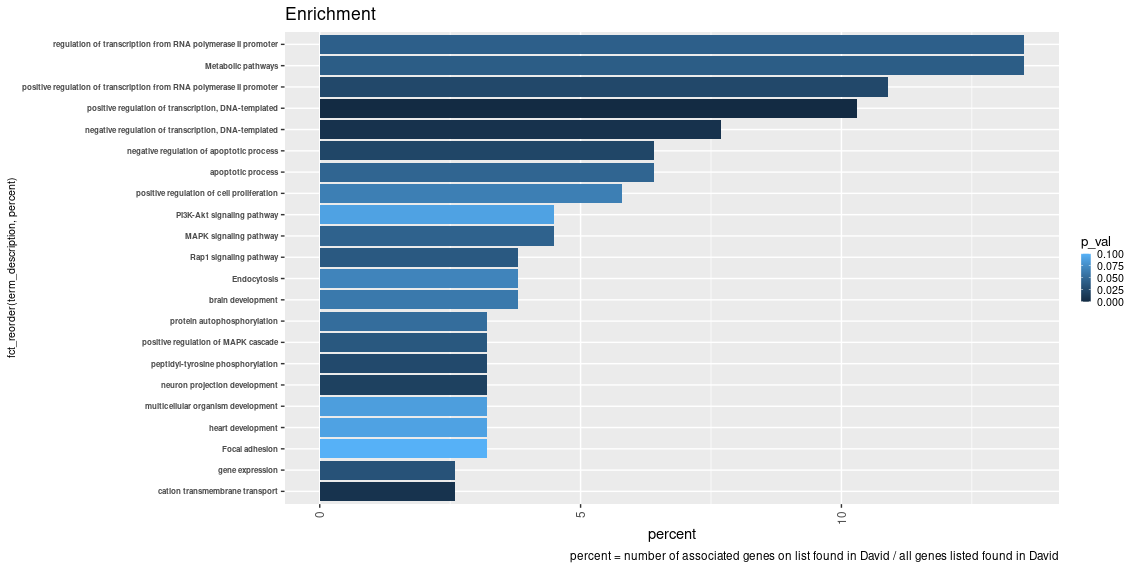 Enrichment
regulation of transcription from RNA polymerase II promoter
Metabolic pathways
positive regulation of transcription from RNA polymerase II promoter
positive regulation of transcription, DNA-templated
negative regulation of transcription, DNA-templated
negative regulation of apoptotic process
apoptotic process
positive regulation of cell proliferation
PI3K-Akt signaling pathway
MAPK signaling pathway
Rap1 signaling pathway
Endocytosis
brain development
protein autophosphorylation
positive regulation of MAPK cascade
peptidyl-tyrosine phosphorylation
neuron projection development
multicellular organism development
heart development
Focal adhesion
gene expression
cation transmembrane transport
fct_reorder(term_description, percent)
0
5
10
percent
percent = number of associated genes on list found in David / all genes listed found in David
p_val
0.100
0.075
0.050
0.025
0.000